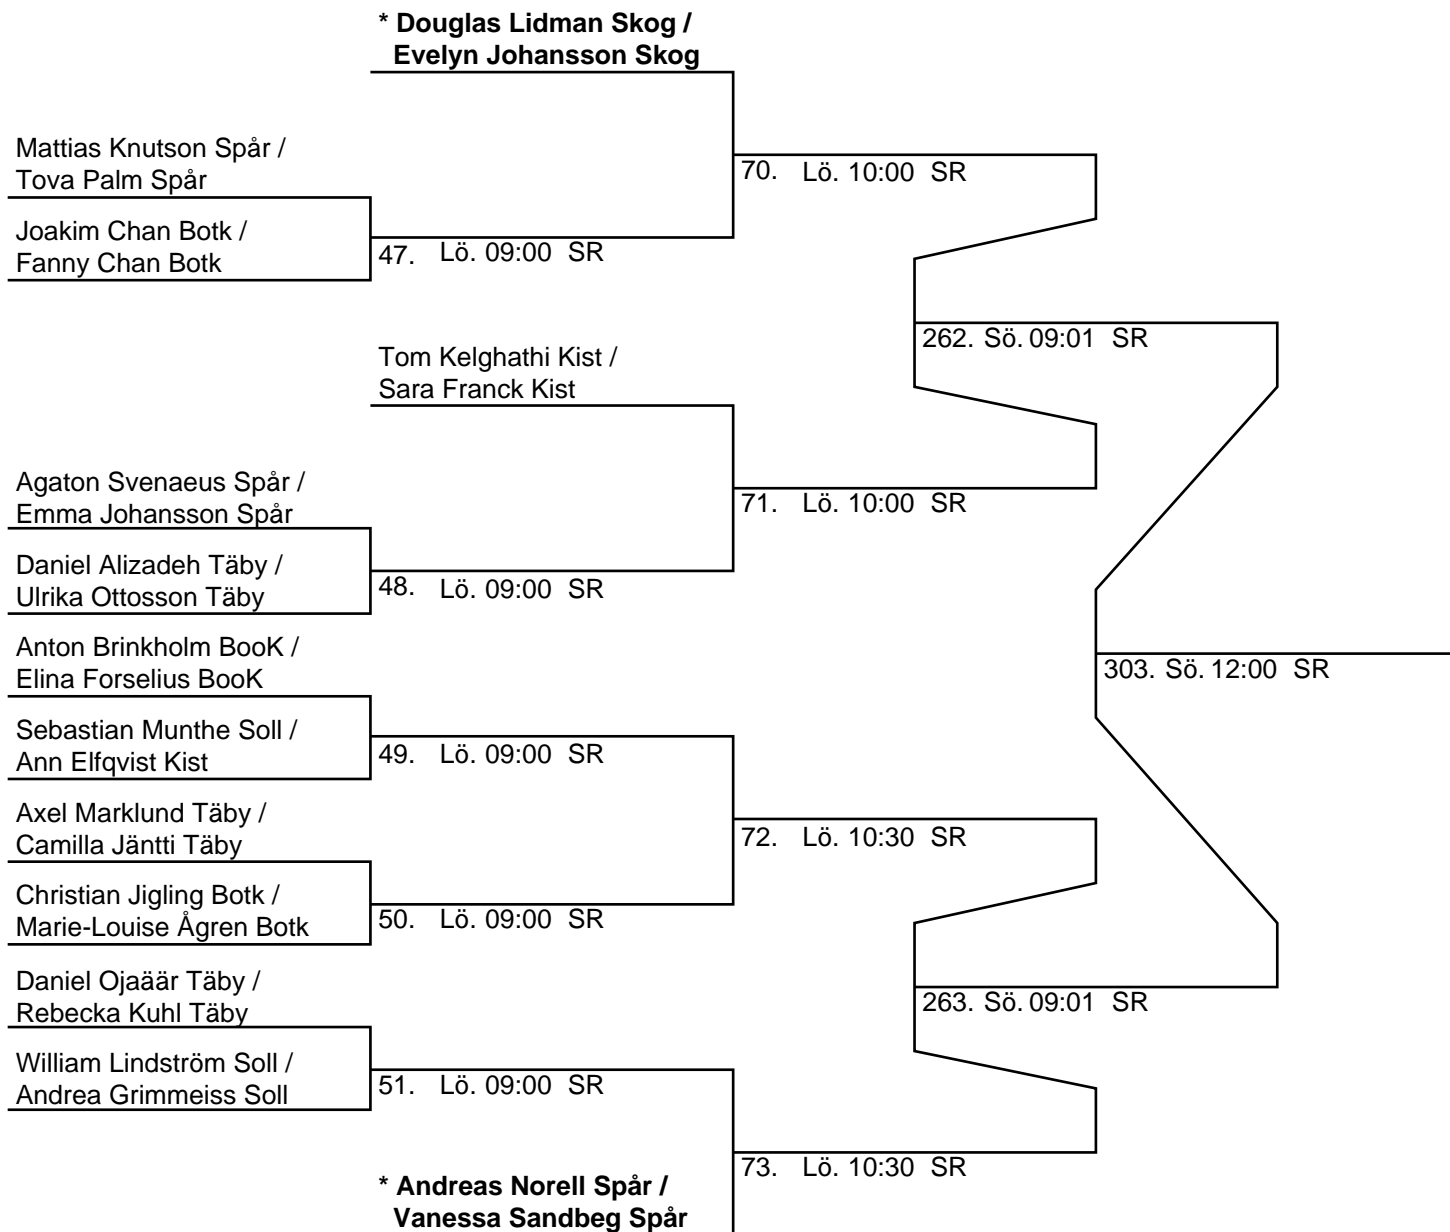 * Douglas Lidman Skog /
Evelyn Johansson Skog
Mattias Knutson Spår /
Tova Palm Spår
70. Lö. 10:00 SR
Joakim Chan Botk /
Fanny Chan Botk
47. Lö. 09:00 SR
262. Sö. 09:01 SR
Tom Kelghathi Kist /
Sara Franck Kist
Agaton Svenaeus Spår /
Emma Johansson Spår
71. Lö. 10:00 SR
Daniel Alizadeh Täby /
Ulrika Ottosson Täby
48. Lö. 09:00 SR
Anton Brinkholm BooK /
Elina Forselius BooK
303. Sö. 12:00 SR
Sebastian Munthe Soll /
Ann Elfqvist Kist
49. Lö. 09:00 SR
Axel Marklund Täby /
Camilla Jäntti Täby
72. Lö. 10:30 SR
Christian Jigling Botk /
Marie-Louise Ågren Botk
50. Lö. 09:00 SR
Daniel Ojaäär Täby /
Rebecka Kuhl Täby
263. Sö. 09:01 SR
William Lindström Soll /
Andrea Grimmeiss Soll
51. Lö. 09:00 SR
73. Lö. 10:30 SR
* Andreas Norell Spår /
Vanessa Sandbeg Spår